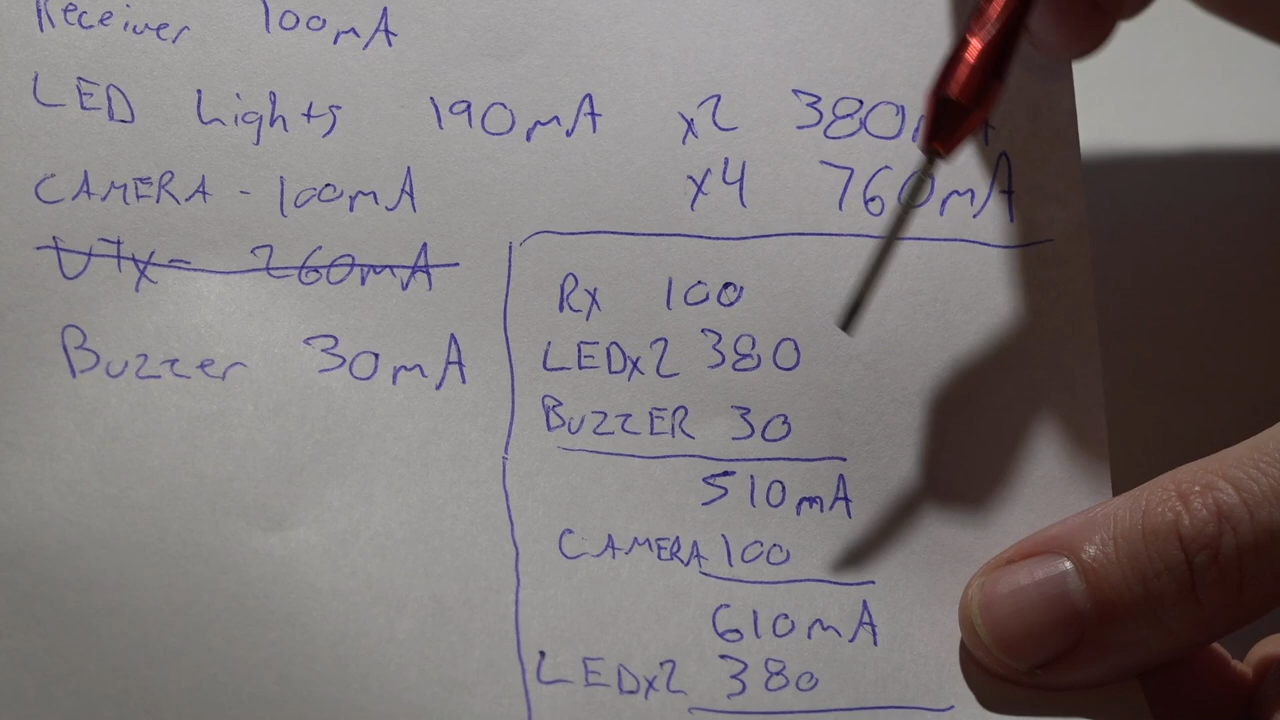 Receiver 100mA
LED Lights 190mA x2 380
x4 760mA
CAMERA - 100mA
VTx - 260mA
Buzzer 30mA
Rx 100
LEDx2 380
BUZZER 30
510mA
CAMERA 100
610mA
LEDx2 380